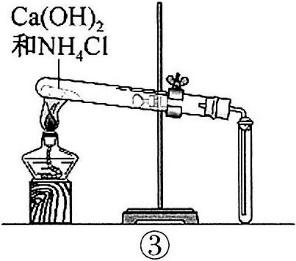 Ca(OH)₂
和NH₄Cl
③